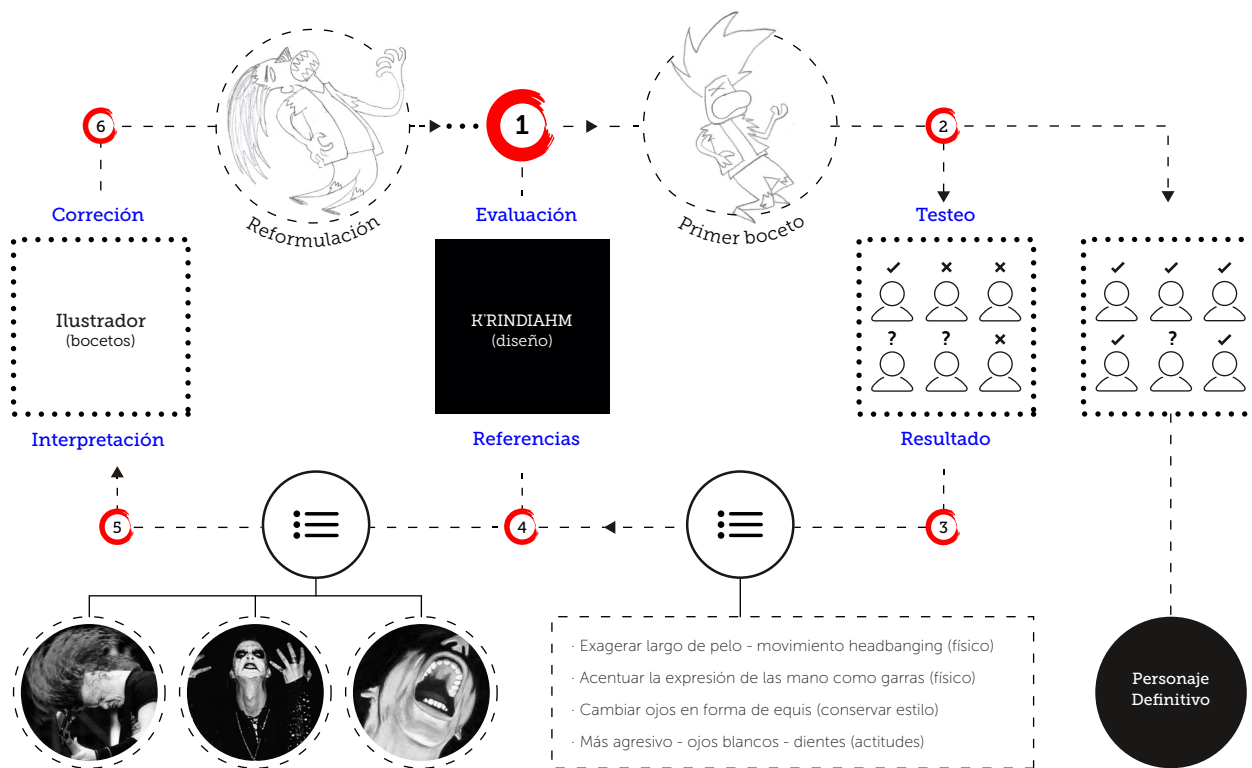 6
1
2
Correción
Reformulación
Evaluación
Primer boceto
Testeo
Ilustrador
(bocetos)
K'RINDIAHM
(diseño)
? ?
?
Interpretación
Referencias
Resultado
5
4
3
· Exagerar largo de pelo - movimiento headbanging (físico)
· Acentuar la expresión de las mano como garras (físico)
· Cambiar ojos en forma de equis (conservar estilo)
· Más agresivo - ojos blancos - dientes (actitudes)
Personaje
Definitivo